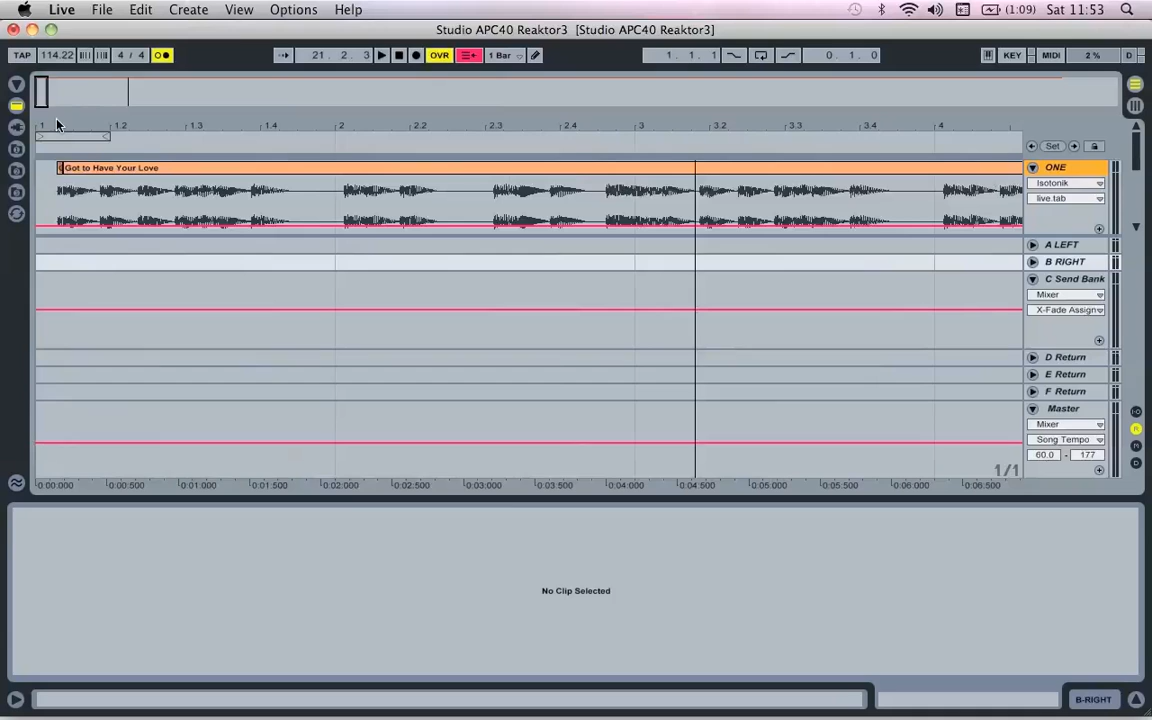 Live File Edit Create View Options Help (1:09) Sat 11:53
Studio APC40 Reaktor3 [Studio APC40 Reaktor3]
TAP 114.22 4 / 4 21. 2. 3 OVR 1 Bar 1. 1. 1 0. 1. 0 KEY MIDI 2 % D
1 1.2 1.3 1.4 2 2.2 2.3 2.4 3 3.2 3.3 3.4 4
Set
Got to Have Your Love
ONE
Isotonik
live.tab
A LEFT
B RIGHT
C Send Bank
Mixer
X-Fade Assign
D Return
E Return
F Return
Master
Mixer
Song Tempo
60.0 - 177
1/1
0:00:000 0:00:500 0:01:000 0:01:500 0:02:000 0:02:500 0:03:000 0:03:500 0:04:000 0:04:500 0:05:000 0:05:500 0:06:000 0:06:500
R
M
D
No Clip Selected
B-RIGHT